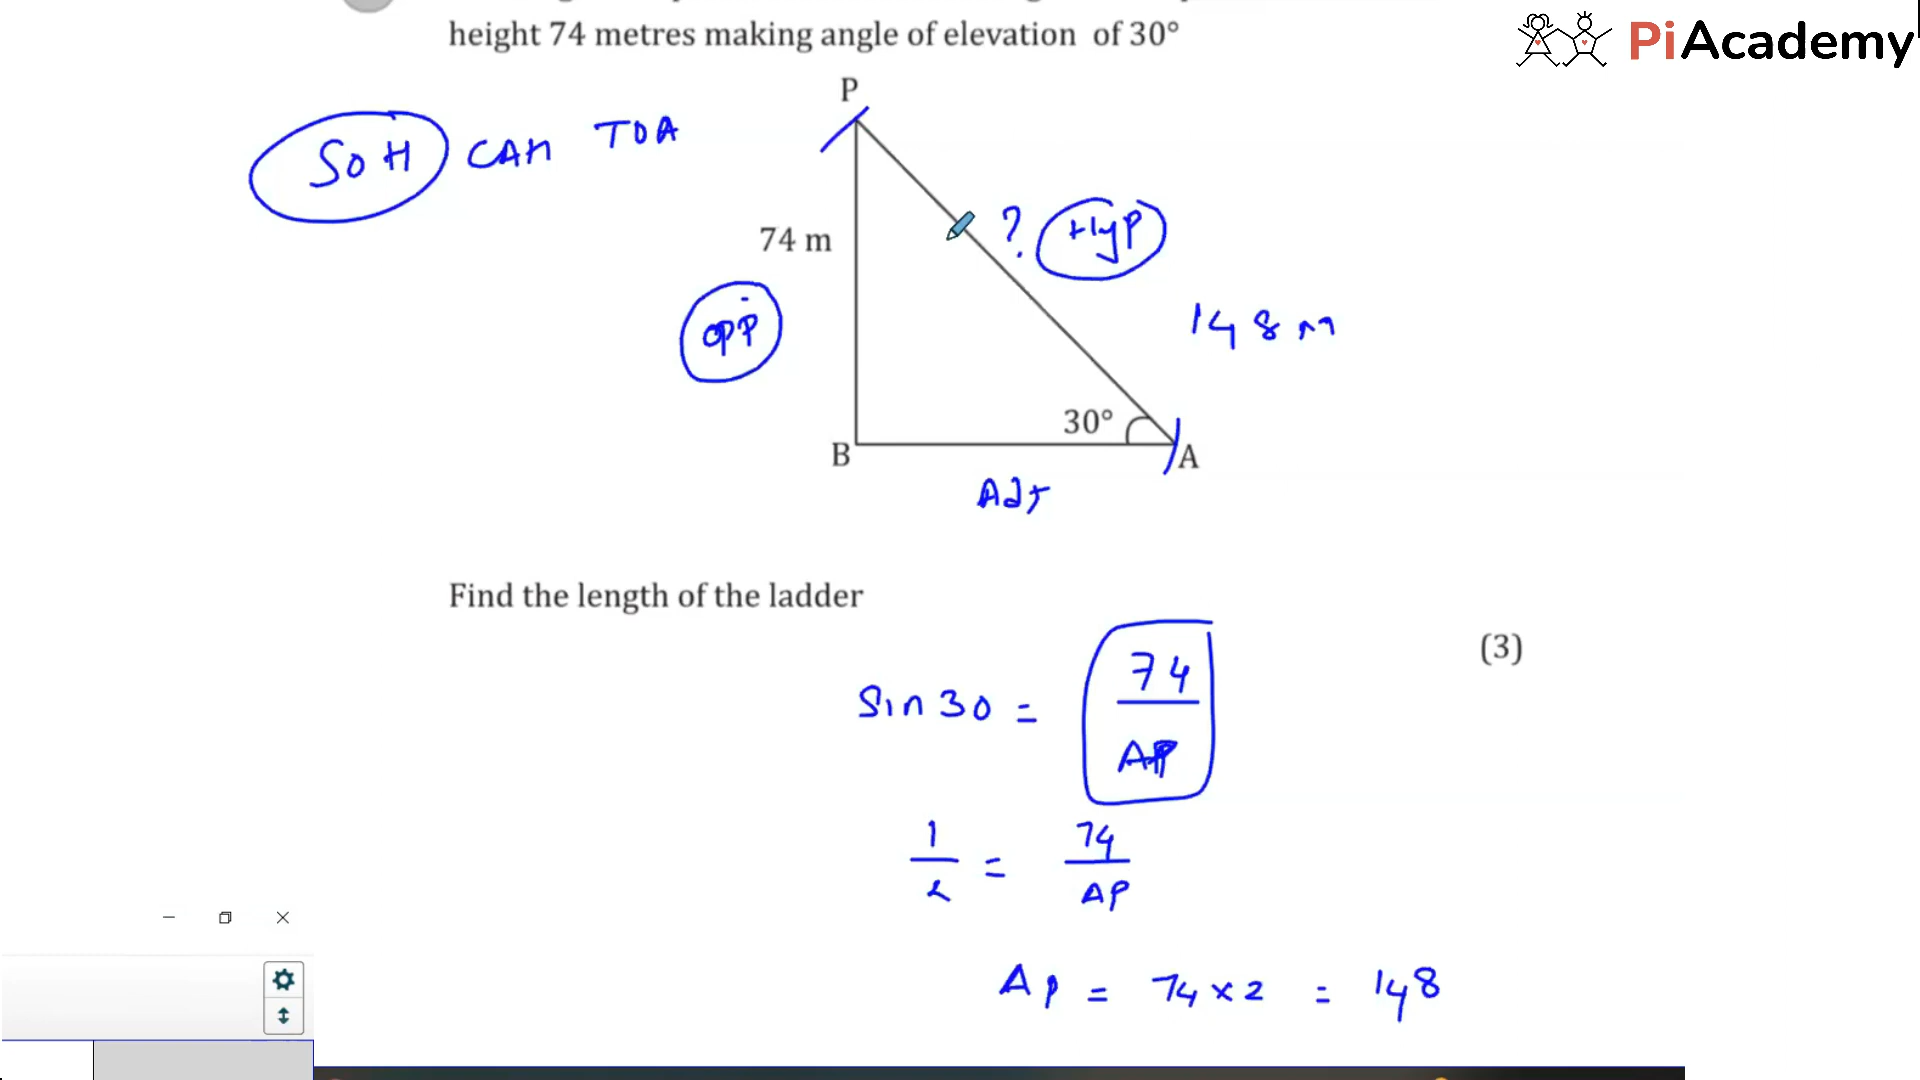 PiAcademy
height 74 metres making angle of elevation of 30°
P
SOH CAH TOA
74 m
? Hyp
opp
148 m
30°
B
A
Adj
Find the length of the ladder
(3)
Sin 30 = 74
AP
1 = 74
2 AP
AP = 74 × 2 = 148